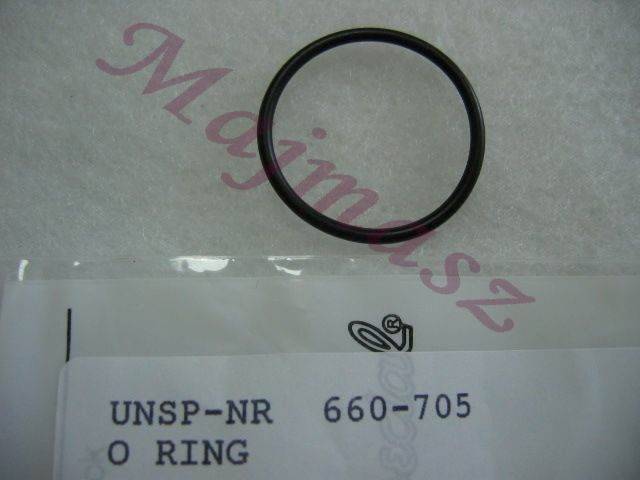 Majmasz
®
UNSP-NR 660-705
O RING